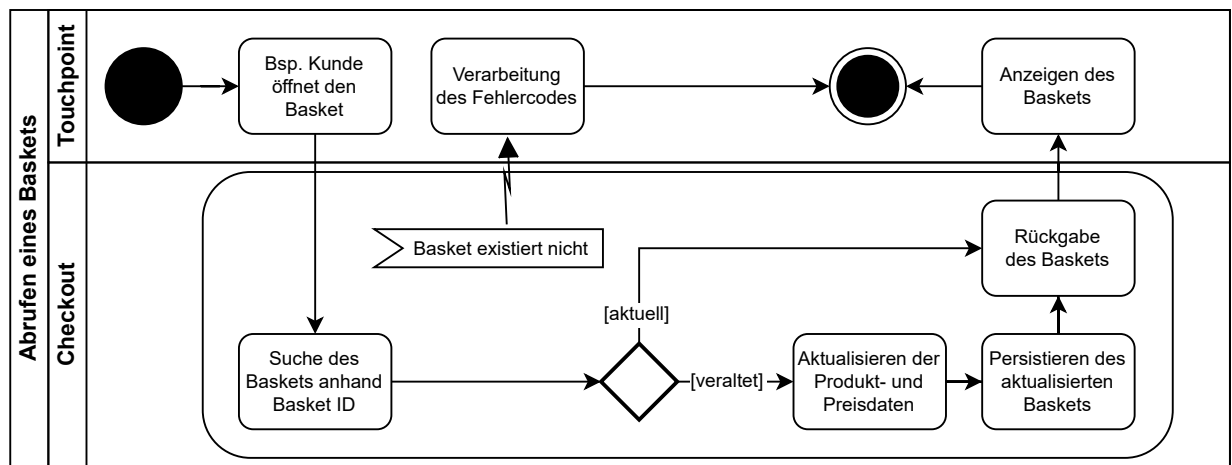 Abrufen eines Baskets
Touchpoint
Bsp. Kunde
öffnet den
Basket
Verarbeitung
des Fehlercodes
Anzeigen des
Baskets
Checkout
Basket existiert nicht
Rückgabe
des Baskets
[aktuell]
Suche des
Baskets anhand
Basket ID
[veraltet]
Aktualisieren der
Produkt- und
Preisdaten
Persistieren des
aktualisierten
Baskets